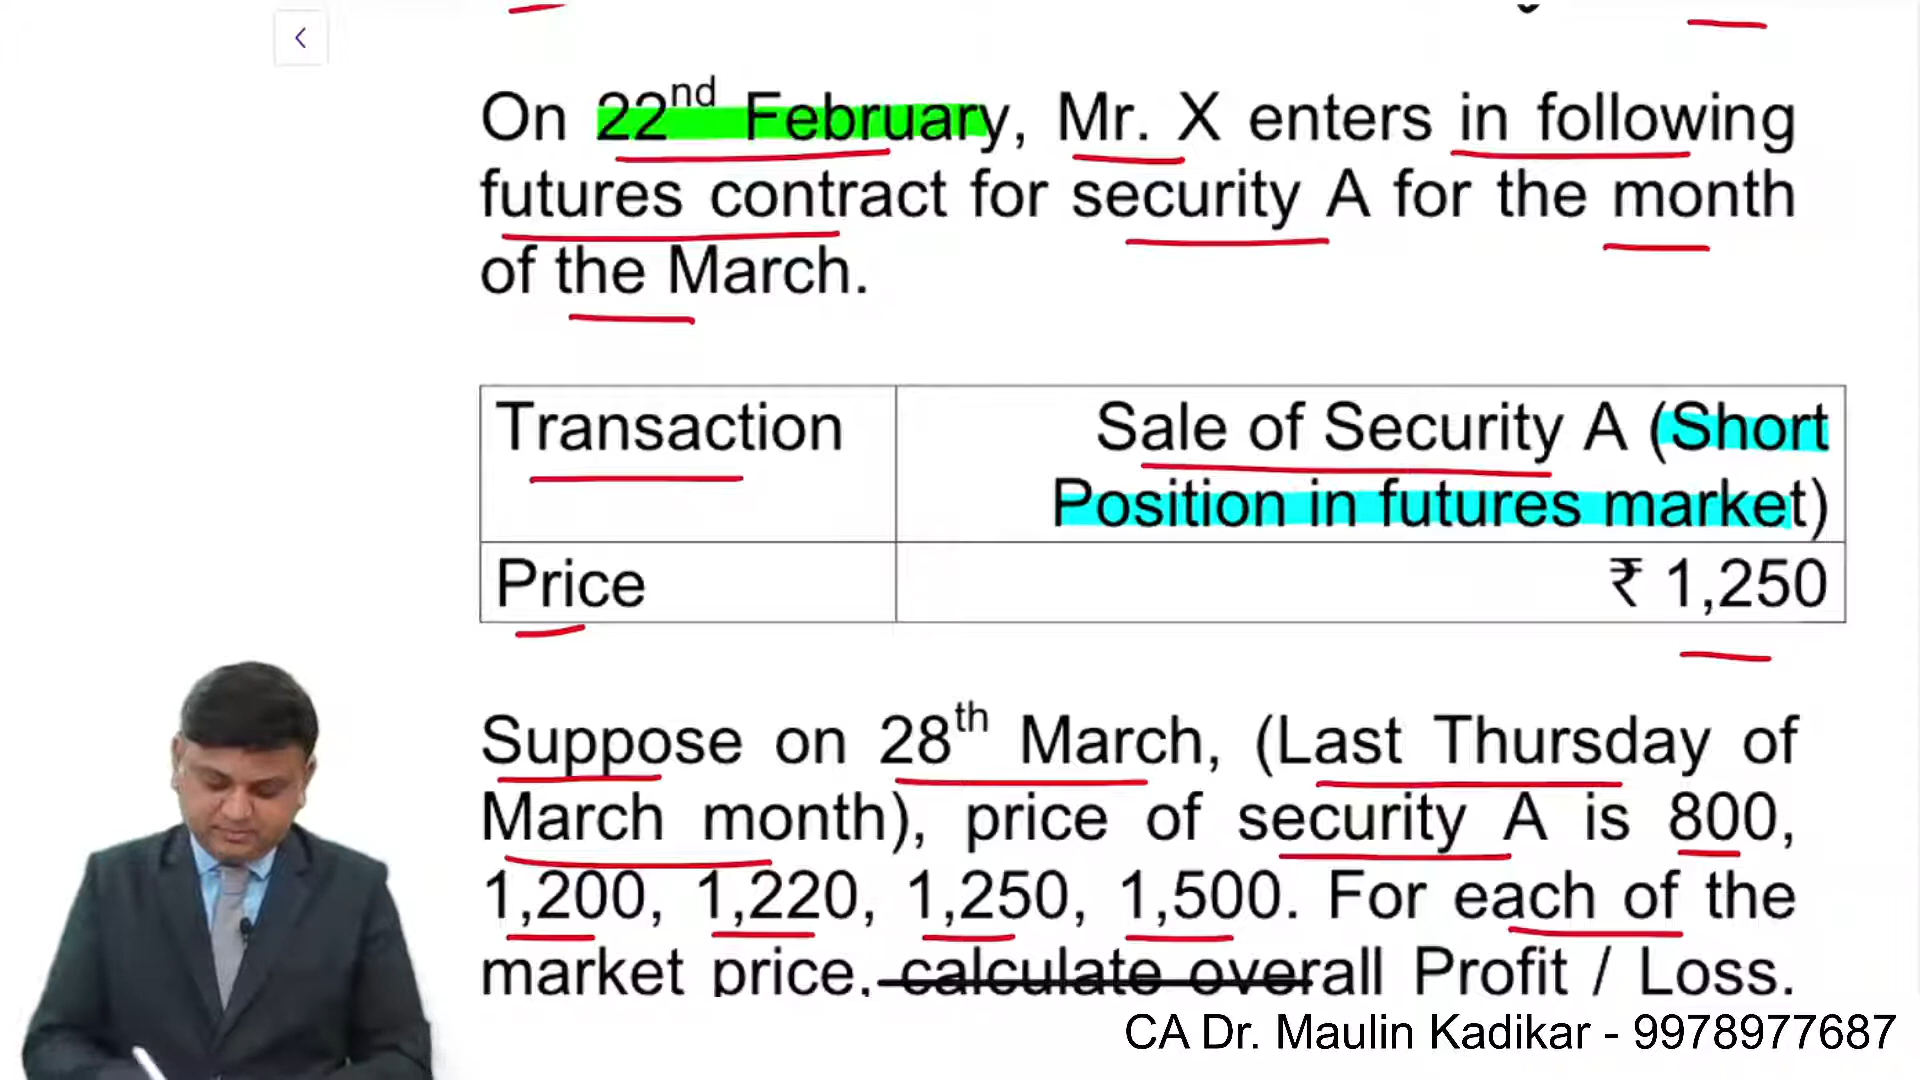 On 22nd February, Mr. X enters in following
futures contract for security A for the month
of the March.
Transaction
Sale of Security A (Short
Position in futures market)
Price
₹ 1,250
Suppose on 28th March, (Last Thursday of
March month), price of security A is 800,
1,200, 1,220, 1,250, 1,500. For each of the
market price, calculate overall Profit / Loss.
CA Dr. Maulin Kadikar - 9978977687